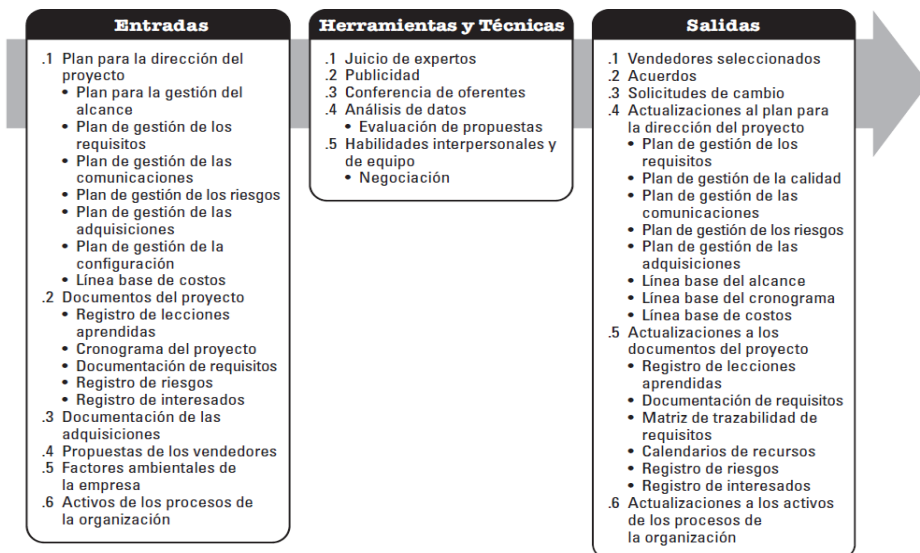 Entradas
.1 Plan para la dirección del
proyecto
• Plan para la gestión del
alcance
• Plan de gestión de los
requisitos
• Plan de gestión de las
comunicaciones
• Plan de gestión de los riesgos
• Plan de gestión de las
adquisiciones
• Plan de gestión de la
configuración
• Línea base de costos
.2 Documentos del proyecto
• Registro de lecciones
aprendidas
• Cronograma del proyecto
• Documentación de requisitos
• Registro de riesgos
• Registro de interesados
.3 Documentación de las
adquisiciones
.4 Propuestas de los vendedores
.5 Factores ambientales de
la empresa
.6 Activos de los procesos de
la organización
Herramientas y Técnicas
.1 Juicio de expertos
.2 Publicidad
.3 Conferencia de oferentes
.4 Análisis de datos
• Evaluación de propuestas
.5 Habilidades interpersonales y
de equipo
• Negociación
Salidas
.1 Vendedores seleccionados
.2 Acuerdos
.3 Solicitudes de cambio
.4 Actualizaciones al plan para
la dirección del proyecto
• Plan de gestión de los
requisitos
• Plan de gestión de la calidad
• Plan de gestión de las
comunicaciones
• Plan de gestión de los riesgos
• Plan de gestión de las
adquisiciones
• Línea base del alcance
• Línea base del cronograma
• Línea base de costos
.5 Actualizaciones a los
documentos del proyecto
• Registro de lecciones
aprendidas
• Documentación de requisitos
• Matriz de trazabilidad de
requisitos
• Calendarios de recursos
• Registro de riesgos
• Registro de interesados
.6 Actualizaciones a los activos
de los procesos de
la organización